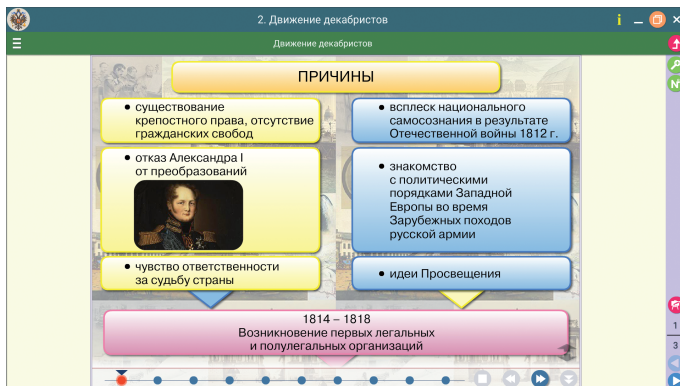 2. Движение декабристов
i
Движение декабристов
N
ПРИЧИНЫ
• существование
крепостного права, отсутствие
гражданских свобод
• отказ Александра I
от преобразований
• чувство ответственности
за судьбу страны
• всплеск национального
самосознания в результате
Отечественной войны 1812 г.
• знакомство
с политическими
порядками Западной
Европы во время
Зарубежных походов
русской армии
• идеи Просвещения
1814 – 1818
Возникновение первых легальных
и полулегальных организаций
1
3